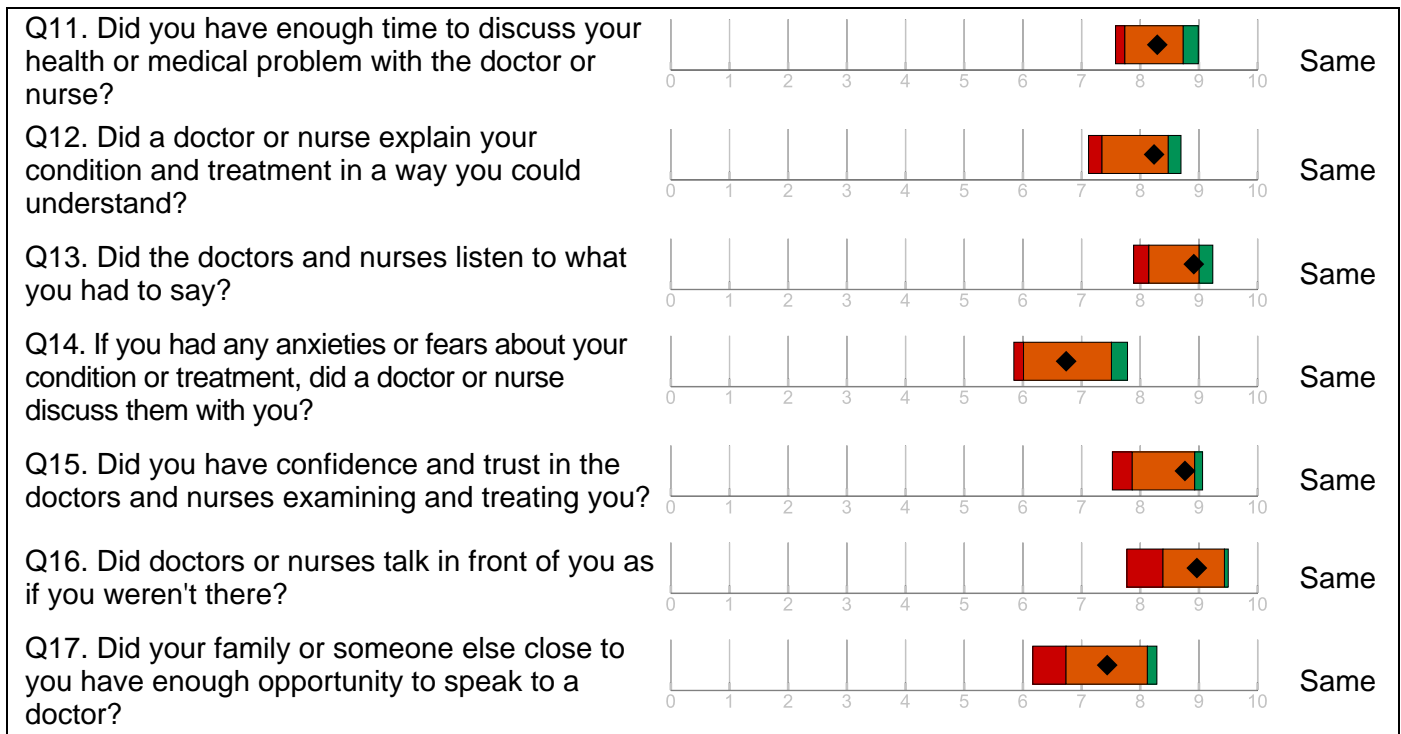 Q11. Did you have enough time to discuss your
health or medical problem with the doctor or
nurse?
0 1 2 3 4 5 6 7 8 9 10
Same
Q12. Did a doctor or nurse explain your
condition and treatment in a way you could
understand?
0 1 2 3 4 5 6 7 8 9 10
Same
Q13. Did the doctors and nurses listen to what
you had to say?
0 1 2 3 4 5 6 7 8 9 10
Same
Q14. If you had any anxieties or fears about your
condition or treatment, did a doctor or nurse
discuss them with you?
0 1 2 3 4 5 6 7 8 9 10
Same
Q15. Did you have confidence and trust in the
doctors and nurses examining and treating you?
0 1 2 3 4 5 6 7 8 9 10
Same
Q16. Did doctors or nurses talk in front of you as
if you weren't there?
0 1 2 3 4 5 6 7 8 9 10
Same
Q17. Did your family or someone else close to
you have enough opportunity to speak to a
doctor?
0 1 2 3 4 5 6 7 8 9 10
Same